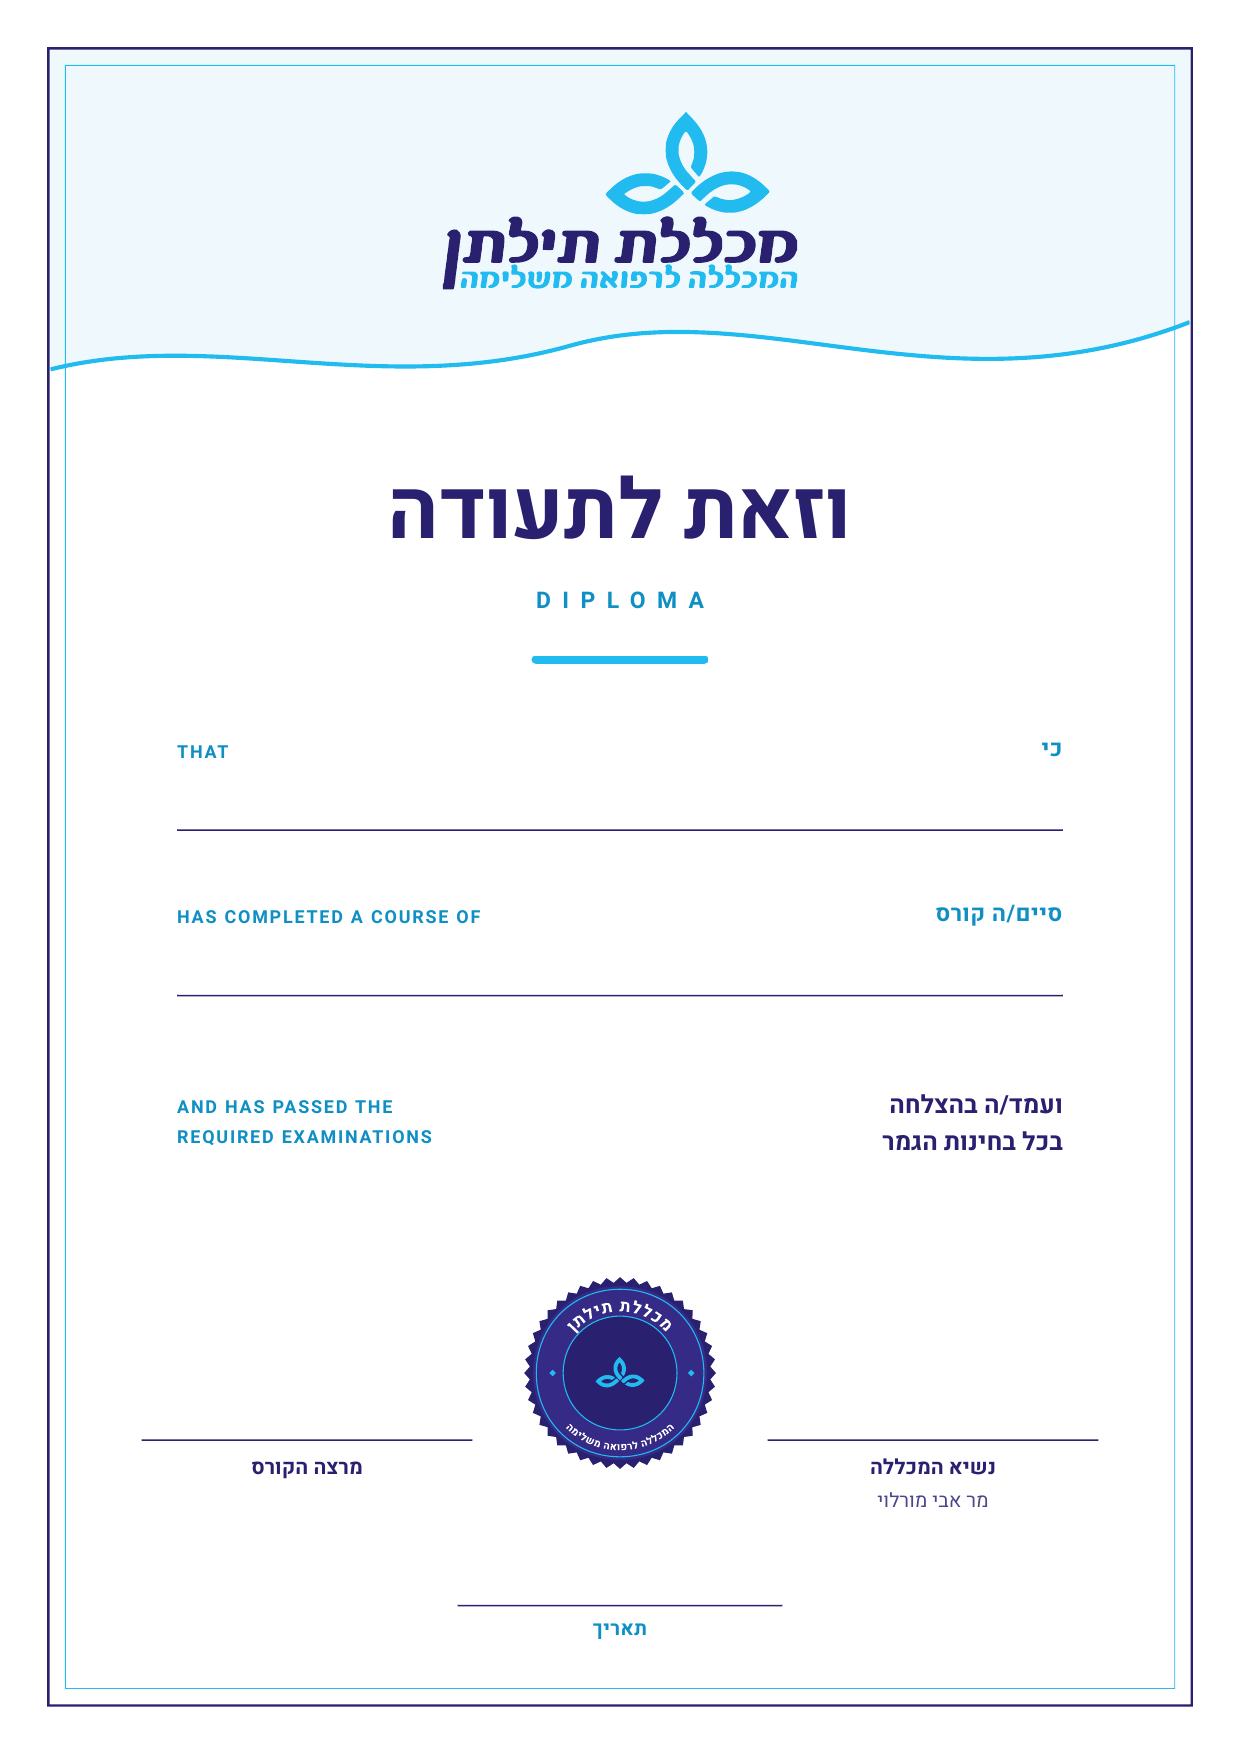 מכללת תילתן
המכללה לרפואה משלימה
וזאת לתעודה
DIPLOMA
THAT
כי
HAS COMPLETED A COURSE OF
סיים/ה קורס
AND HAS PASSED THE
REQUIRED EXAMINATIONS
ועמד/ה בהצלחה
בכל בחינות הגמר
מכללת תילתן
המכללה לרפואה משלימה
נשיא המכללה
מר אבי מורלוי
מרצה הקורס
תאריך